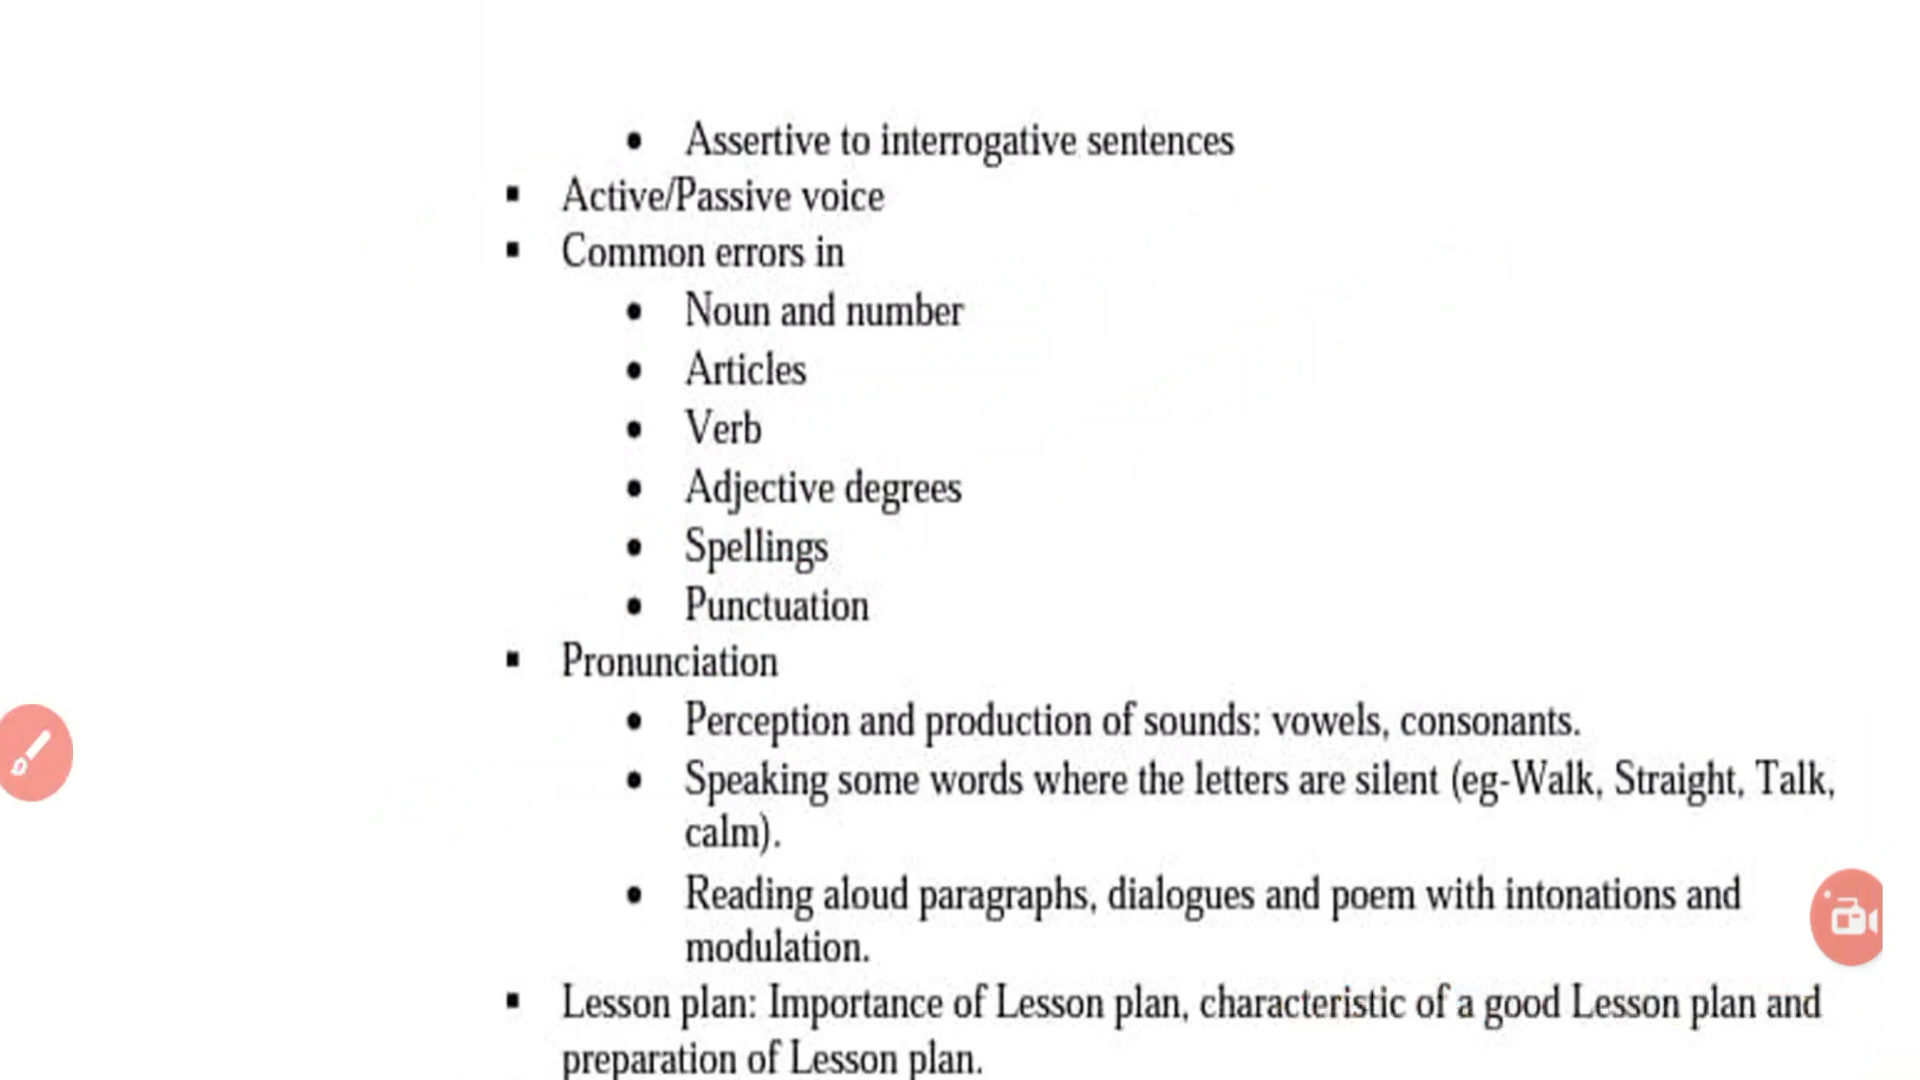 • Assertive to interrogative sentences
▪ Active/Passive voice
▪ Common errors in
• Noun and number
• Articles
• Verb
• Adjective degrees
• Spellings
• Punctuation
▪ Pronunciation
• Perception and production of sounds: vowels, consonants.
• Speaking some words where the letters are silent (eg-Walk, Straight, Talk,
calm).
• Reading aloud paragraphs, dialogues and poem with intonations and
modulation.
▪ Lesson plan: Importance of Lesson plan, characteristic of a good Lesson plan and
preparation of Lesson plan.